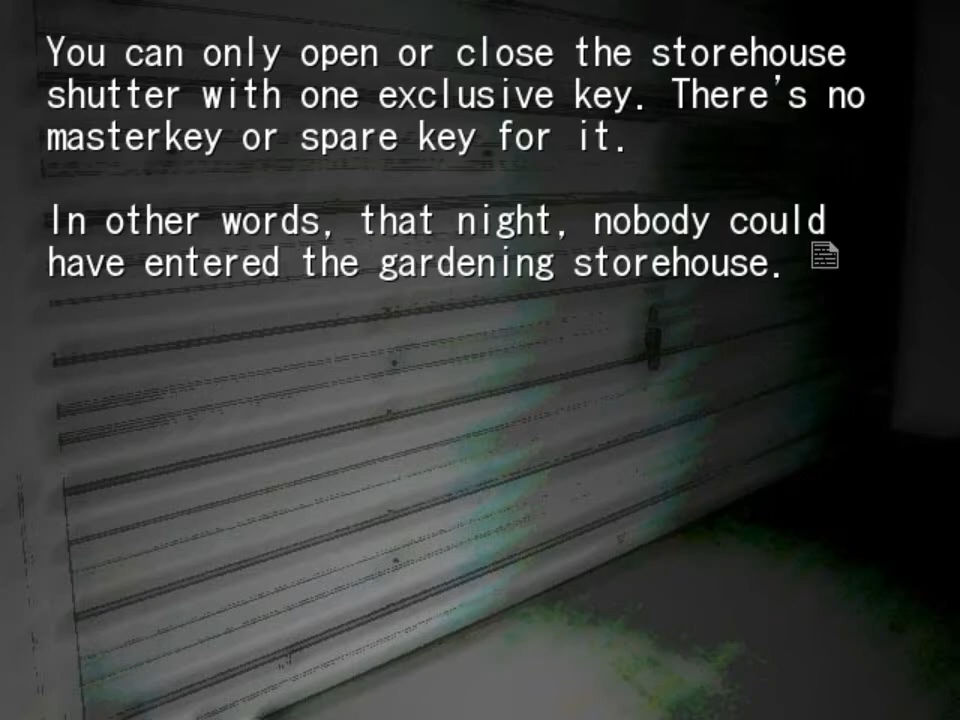 You can only open or close the storehouse
shutter with one exclusive key. There's no
masterkey or spare key for it.
In other words, that night, nobody could
have entered the gardening storehouse.